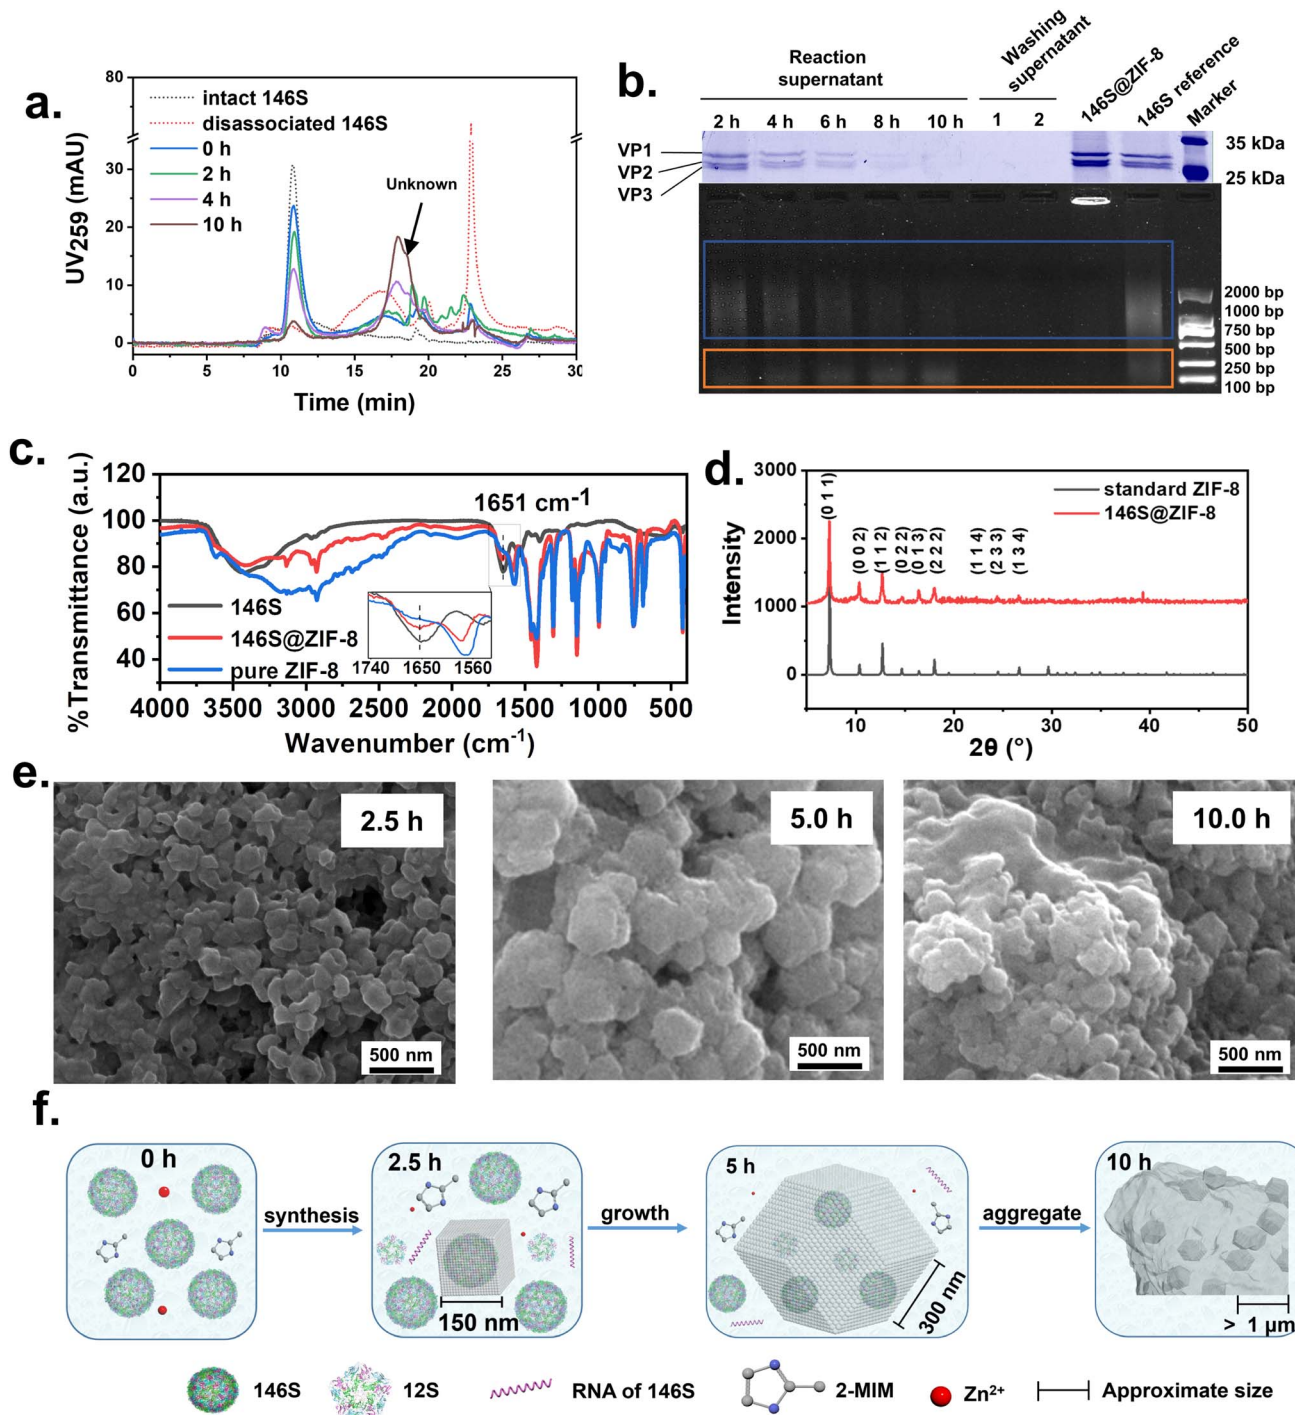 a.
80
30
20
10
0
UV259 (mAU)
intact 146S
disassociated 146S
0 h
2 h
4 h
10 h
Unknown
0 5 10 15 20 25 30
Time (min)
b.
Reaction
supernatant
Washing
supernatant
146S@ZIF-8
146S reference
Marker
2 h 4 h 6 h 8 h 10 h 1 2
VP1
VP2
VP3
35 kDa
25 kDa
2000 bp
1000 bp
750 bp
500 bp
250 bp
100 bp
c.
120
100
80
60
40
%Transmittance (a.u.)
1651 cm-1
146S
146S@ZIF-8
pure ZIF-8
1740 1650 1560
4000 3500 3000 2500 2000 1500 1000 500
Wavenumber (cm-1)
d.
3000
2000
1000
0
Intensity
standard ZIF-8
146S@ZIF-8
(0 1 1)
(0 0 2)
(1 1 2)
(0 2 2)
(0 1 3)
(2 2 2)
(1 1 4)
(2 3 3)
(1 3 4)
10 20 30 40 50
2θ (°)
e.
2.5 h
500 nm
5.0 h
500 nm
10.0 h
500 nm
f.
0 h
synthesis
2.5 h
150 nm
growth
5 h
300 nm
aggregate
10 h
> 1 μm
146S
12S
RNA of 146S
2-MIM
Zn2+
Approximate size